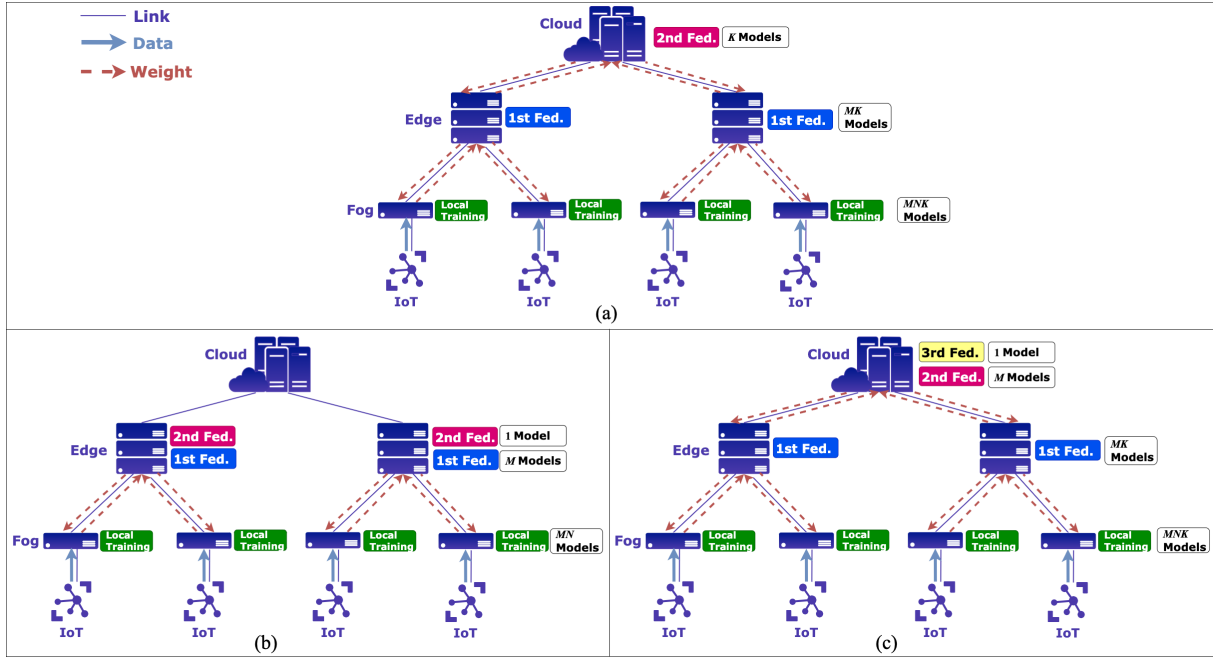 Link
Data
Weight
Cloud
2nd Fed.
K Models
Edge
1st Fed.
1st Fed.
MK
Models
Fog
Local
Training
Local
Training
Local
Training
Local
Training
MNK
Models
IoT
IoT
IoT
IoT
(a)
Cloud
Edge
2nd Fed.
1st Fed.
2nd Fed.
1 Model
1st Fed.
M Models
Fog
Local
Training
Local
Training
Local
Training
Local
Training
MN
Models
IoT
IoT
IoT
IoT
(b)
Cloud
3rd Fed.
1 Model
2nd Fed.
M Models
Edge
1st Fed.
1st Fed.
MK
Models
Fog
Local
Training
Local
Training
Local
Training
Local
Training
MNK
Models
IoT
IoT
IoT
IoT
(c)